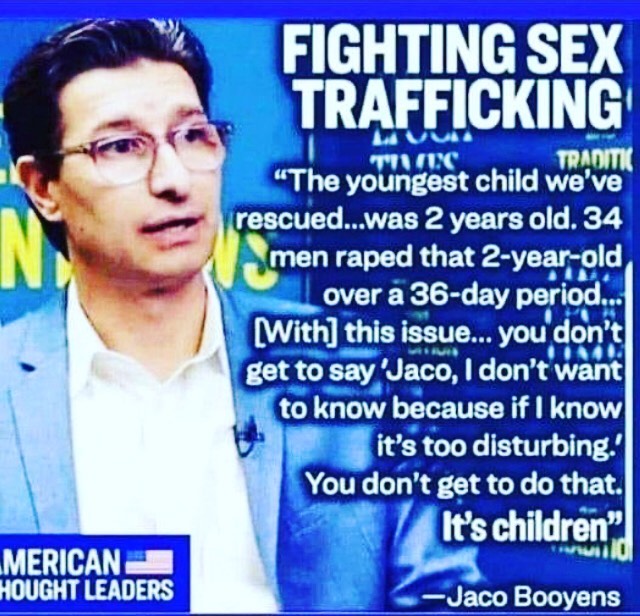 FIGHTING SEX
TRAFFICKING
TIMES
TRADITI
“The youngest child we’ve
rescued...was 2 years old. 34
men raped that 2-year-old
over a 36-day period...
[With] this issue... you don’t
get to say ‘Jaco, I don’t want
to know because if I know
it’s too disturbing.’
You don’t get to do that.
It’s children”
—Jaco Booyens
AMERICAN
HOUGHT LEADERS